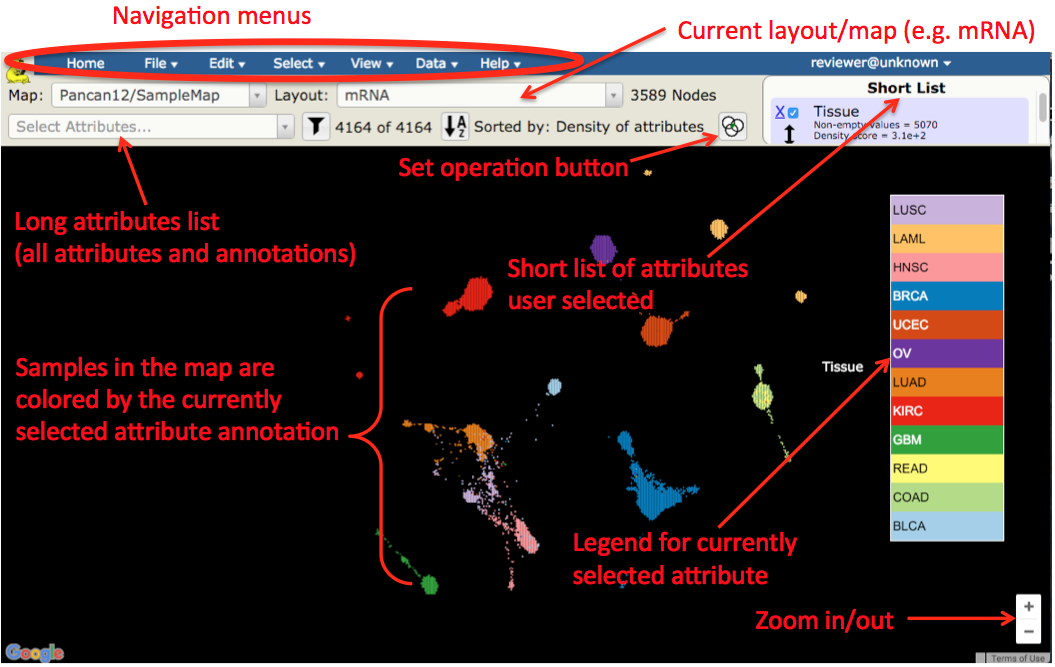 Navigation menus
Current layout/map (e.g. mRNA)
Home File ▾ Edit ▾ Select ▾ View ▾ Data ▾ Help ▾ reviewer@unknown ▾
Map: Pancan12/SampleMap Layout: mRNA 3589 Nodes
Short List
X Tissue
Non-empty values = 5070
Density score = 3.1e+2
Select Attributes... 4164 of 4164 Sorted by: Density of attributes
Set operation button
Long attributes list
(all attributes and annotations)
Short list of attributes
user selected
Samples in the map are
colored by the currently
selected attribute annotation
Tissue
LUSC
LAML
HNSC
BRCA
UCEC
OV
LUAD
KIRC
GBM
READ
COAD
BLCA
Legend for currently
selected attribute
Zoom in/out
+
−
Google
Terms of Use